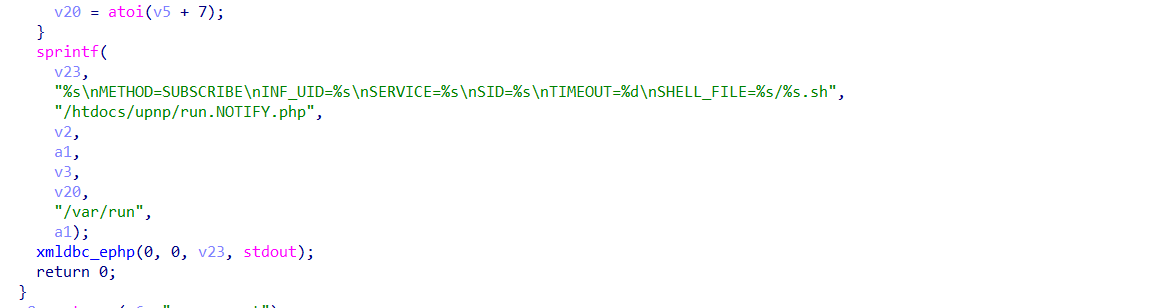 v20 = atoi(v5 + 7);
}
sprintf(
v23,
"%s\nMETHOD=SUBSCRIBE\nINF_UID=%s\nSERVICE=%s\nSID=%s\nTIMEOUT=%d\nSHELL_FILE=%s/%s.sh",
"/htdocs/upnp/run.NOTIFY.php",
v2,
a1,
v3,
v20,
"/var/run",
a1);
xmldbc_ephp(0, 0, v23, stdout);
return 0;
}